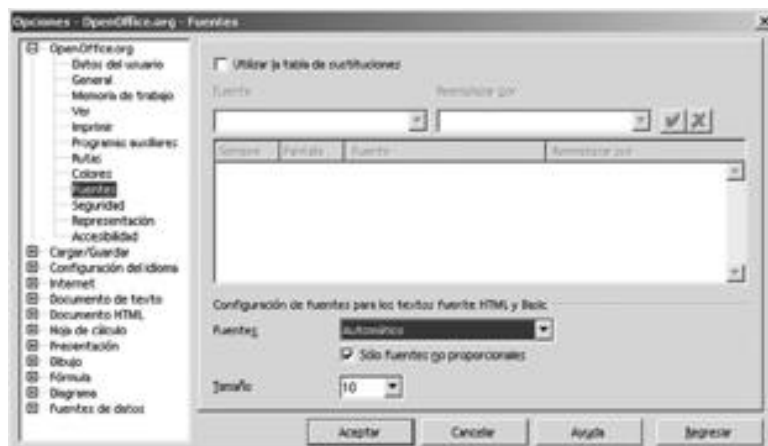 Opciones - OpenOffice.org - Fuentes
OpenOffice.org
Datos del usuario
General
Memoria de trabajo
Ver
Imprimir
Programas auxiliares
Rutas
Colores
Fuentes
Seguridad
Representación
Accesibilidad
Cargar/Guardar
Configuración del idioma
Internet
Documento de texto
Documento HTML
Hoja de cálculo
Presentación
Dibujo
Fórmula
Diagrama
Fuentes de datos
Utilizar la tabla de sustituciones
Fuente Reemplazar por
Siempre Pantalla Fuente Reemplazar por
Configuración de fuentes para los textos fuente HTML y Basic
Fuentes Automático
Sólo fuentes no proporcionales
Tamaño 10
Aceptar Cancelar Ayuda Regresar